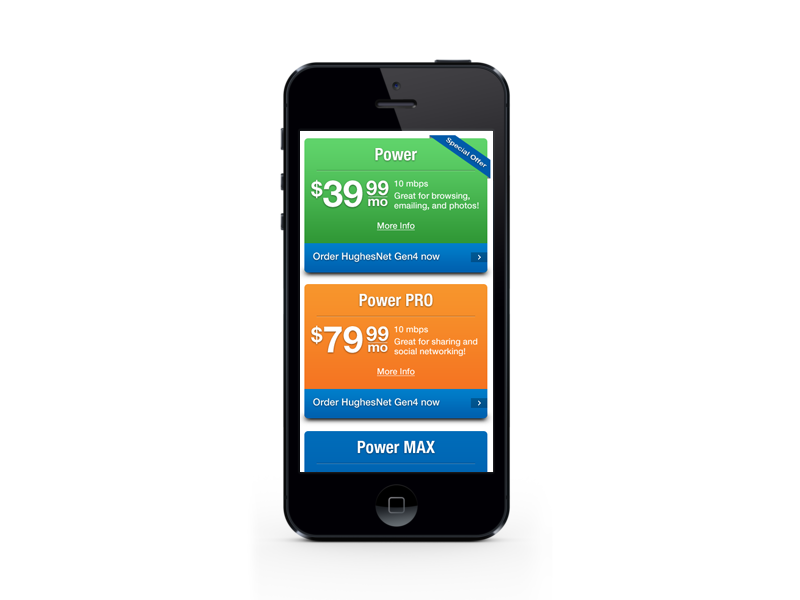 Special Offer
Power
$39 99 mo
10 mbps
Great for browsing,
emailing, and photos!
More Info
Order HughesNet Gen4 now
Power PRO
$79 99 mo
10 mbps
Great for sharing and
social networking!
More Info
Order HughesNet Gen4 now
Power MAX